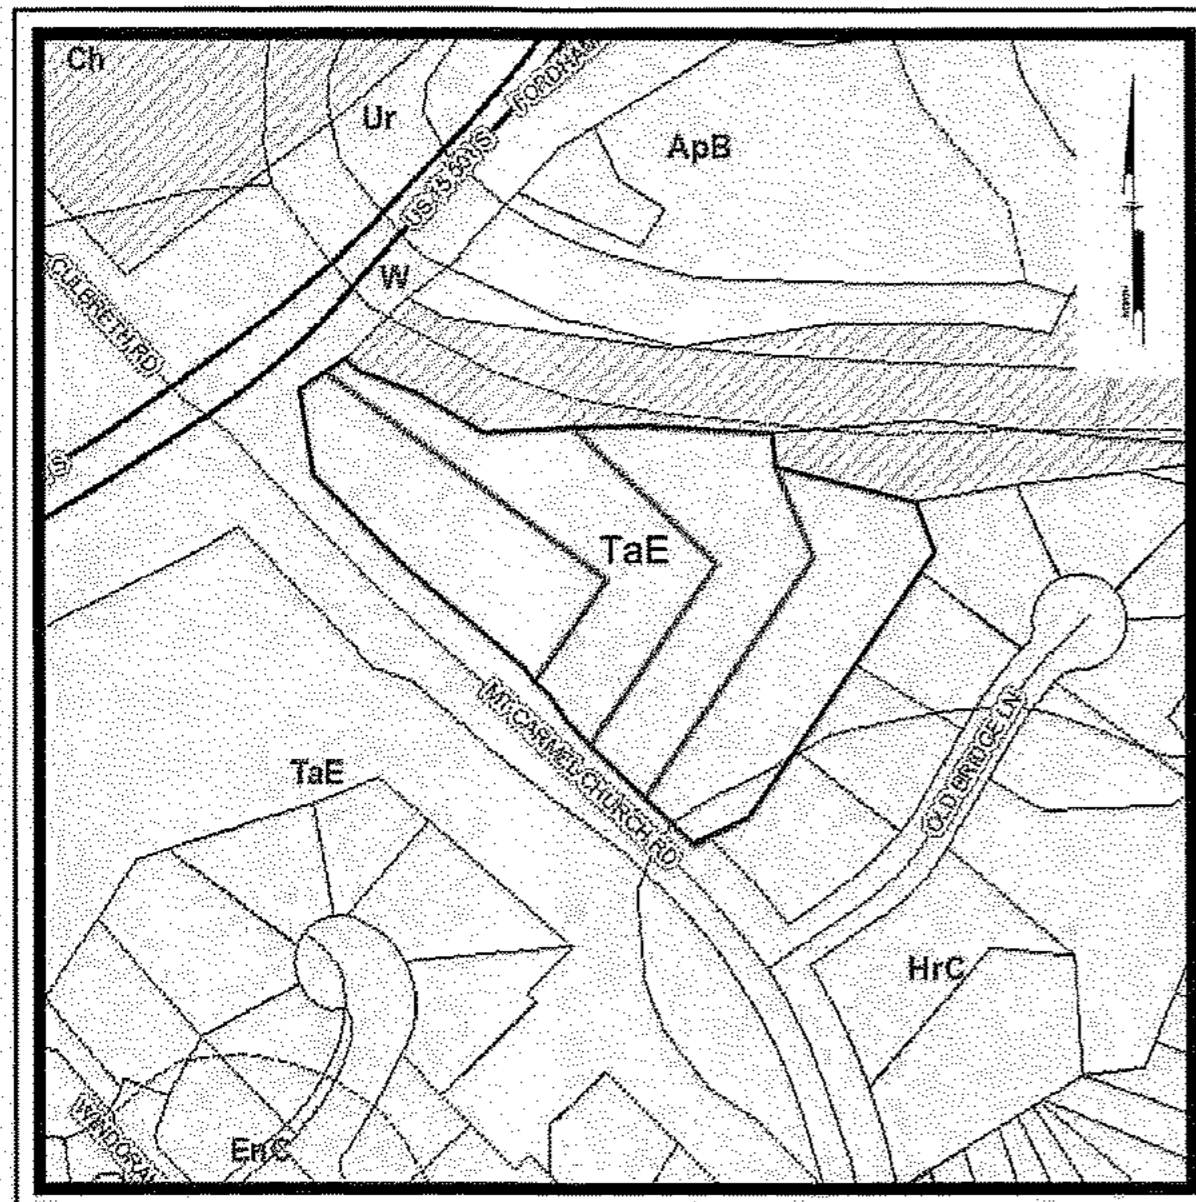 Ch
Ur
ApB
US 15 501 S
W
CULBRETH RD
TaE
MT CARMEL CHURCH RD
OLD BRIDGE LN
TaE
HrC
EnC